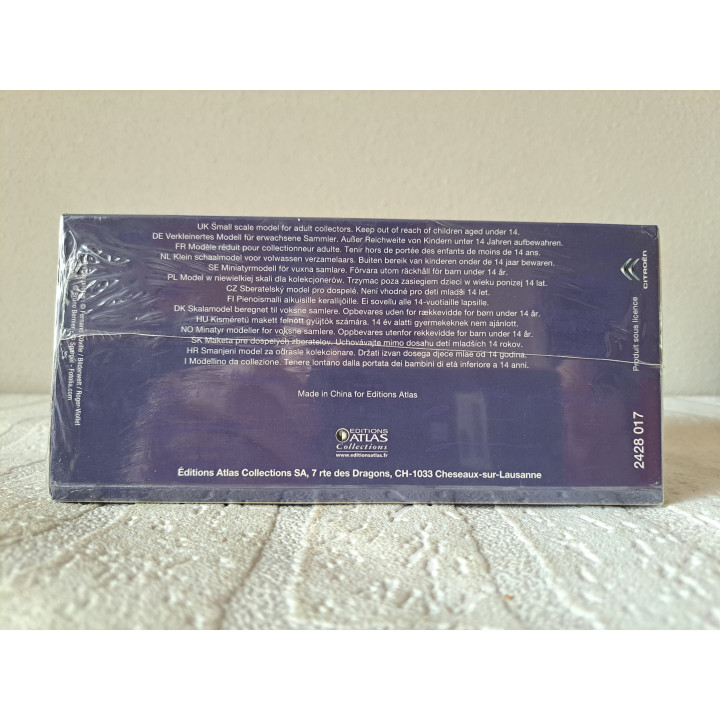 UK Small scale model for adult collectors. Keep out of reach of children aged under 14.
DE Verkleinertes Modell für erwachsene Sammler. Außer Reichweite von Kindern unter 14 Jahren aufbewahren.
FR Modèle réduit pour collectionneur adulte. Tenir hors de portée des enfants de moins de 14 ans.
NL Klein schaalmodel voor volwassen verzamelaars. Buiten bereik van kinderen onder de 14 jaar bewaren.
SE Miniatyrmodell för vuxna samlare. Förvara utom räckhåll för barn under 14 år.
PL Model w niewielkiej skali dla kolekcjonerów. Trzymac poza zasiegiem dzieci w wieku ponizej 14 lat.
CZ Sberatelský model pro dospelé. Není vhodné pro deti mladší 14 let.
FI Pienoismalli aikuisille keräilijöille. Ei sovellu alle 14-vuotiaille lapsille.
DK Skalamodel beregnet til voksne samlere. Opbevares uden for rækkevidde for børn under 14 år.
HU Kisméretű makett felnőtt gyűjtők számára. 14 év alatti gyermekeknek nem ajánlott.
NO Minatyr modeller for voksne samlere. Oppbevares utenfor rekkevidde for barn under 14 år.
SK Maketa pre dospelych zberatelov. Uchovávajte mimo dosahu detí mladších 14 rokov.
HR Smanjeni model za odrasle kolekcionare. Držati izvan dosega djece mlađe od 14 godina.
I Modellino da collezione. Tenere lontano dalla portata dei bambini di età inferiore a 14 anni.
Made in China for Editions Atlas
EDITIONS
ATLAS
Collections
www.editionsatlas.fr
Éditions Atlas Collections SA, 7 rte des Dragons, CH-1033 Cheseaux-sur-Lausanne
CITROËN
Produit sous licence
2428 017
/ Roger-Viollet
- Fotolia.com